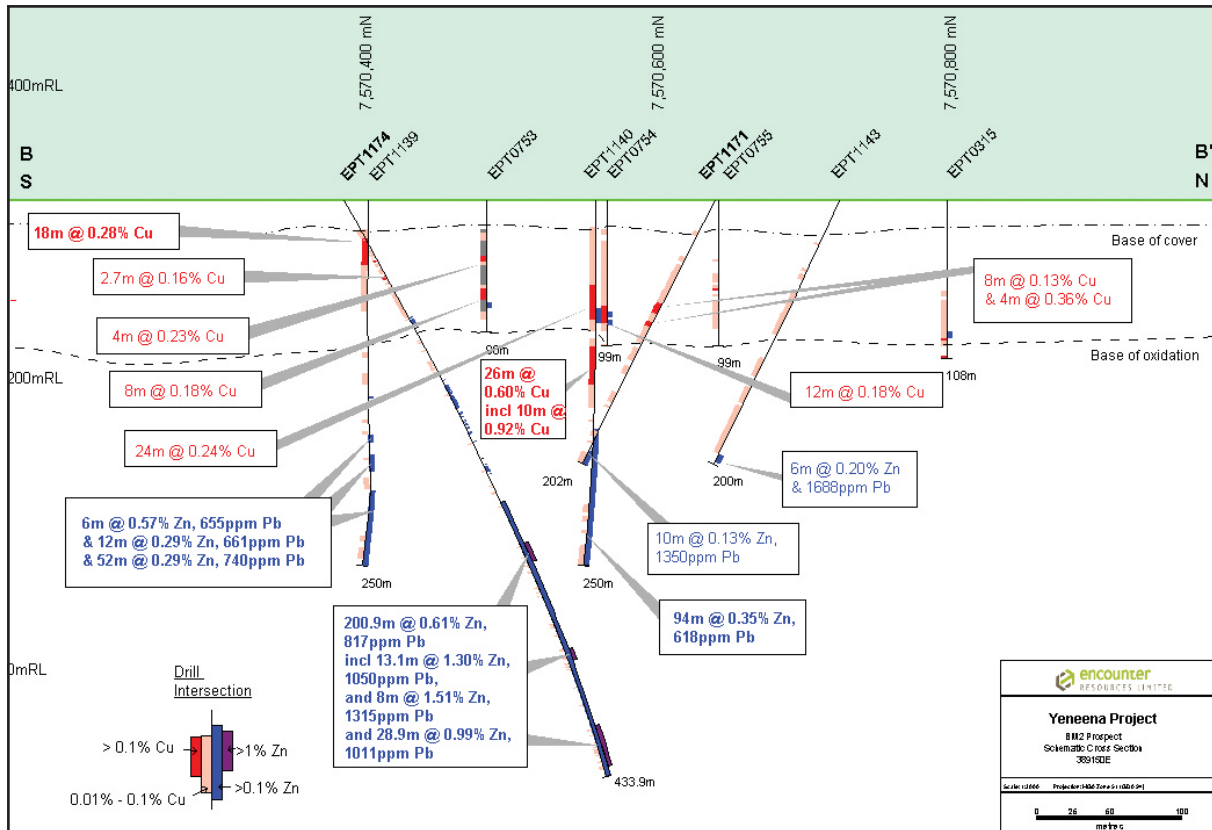 7,570,400 mN
7,570,600 mN
7,570,800 mN
400mRL
B
S
EPT1174
EPT1139
EPT0753
EPT1140
EPT0754
EPT1171
EPT0755
EPT1143
EPT0315
B'
N
18m @ 0.28% Cu
Base of cover
2.7m @ 0.16% Cu
8m @ 0.13% Cu
& 4m @ 0.36% Cu
4m @ 0.23% Cu
99m
99m
Base of oxidation
200mRL
108m
8m @ 0.18% Cu
26m @
0.60% Cu
incl 10m @
0.92% Cu
12m @ 0.18% Cu
24m @ 0.24% Cu
202m
200m
6m @ 0.20% Zn
& 1688ppm Pb
6m @ 0.57% Zn, 655ppm Pb
& 12m @ 0.29% Zn, 661ppm Pb
& 52m @ 0.29% Zn, 740ppm Pb
10m @ 0.13% Zn,
1350ppm Pb
250m
250m
94m @ 0.35% Zn,
618ppm Pb
200.9m @ 0.61% Zn,
817ppm Pb
incl 13.1m @ 1.30% Zn,
1050ppm Pb,
and 8m @ 1.51% Zn,
1315ppm Pb
and 28.9m @ 0.99% Zn,
1011ppm Pb
433.9m
0mRL
Drill
Intersection
> 0.1% Cu
>1% Zn
0.01% - 0.1% Cu
>0.1% Zn
encounter
RESOURCES LIMITED
Yeneena Project
BM2 Prospect
Schematic Cross Section
389150E
0 25 50 100
metres